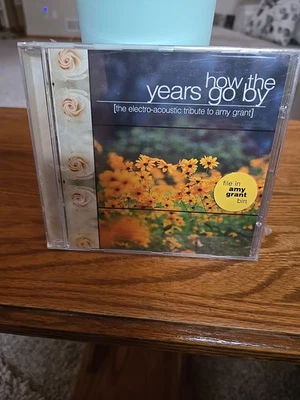 how the
years go by
[the electro-acoustic tribute to amy grant]
file in
amy
grant
bin